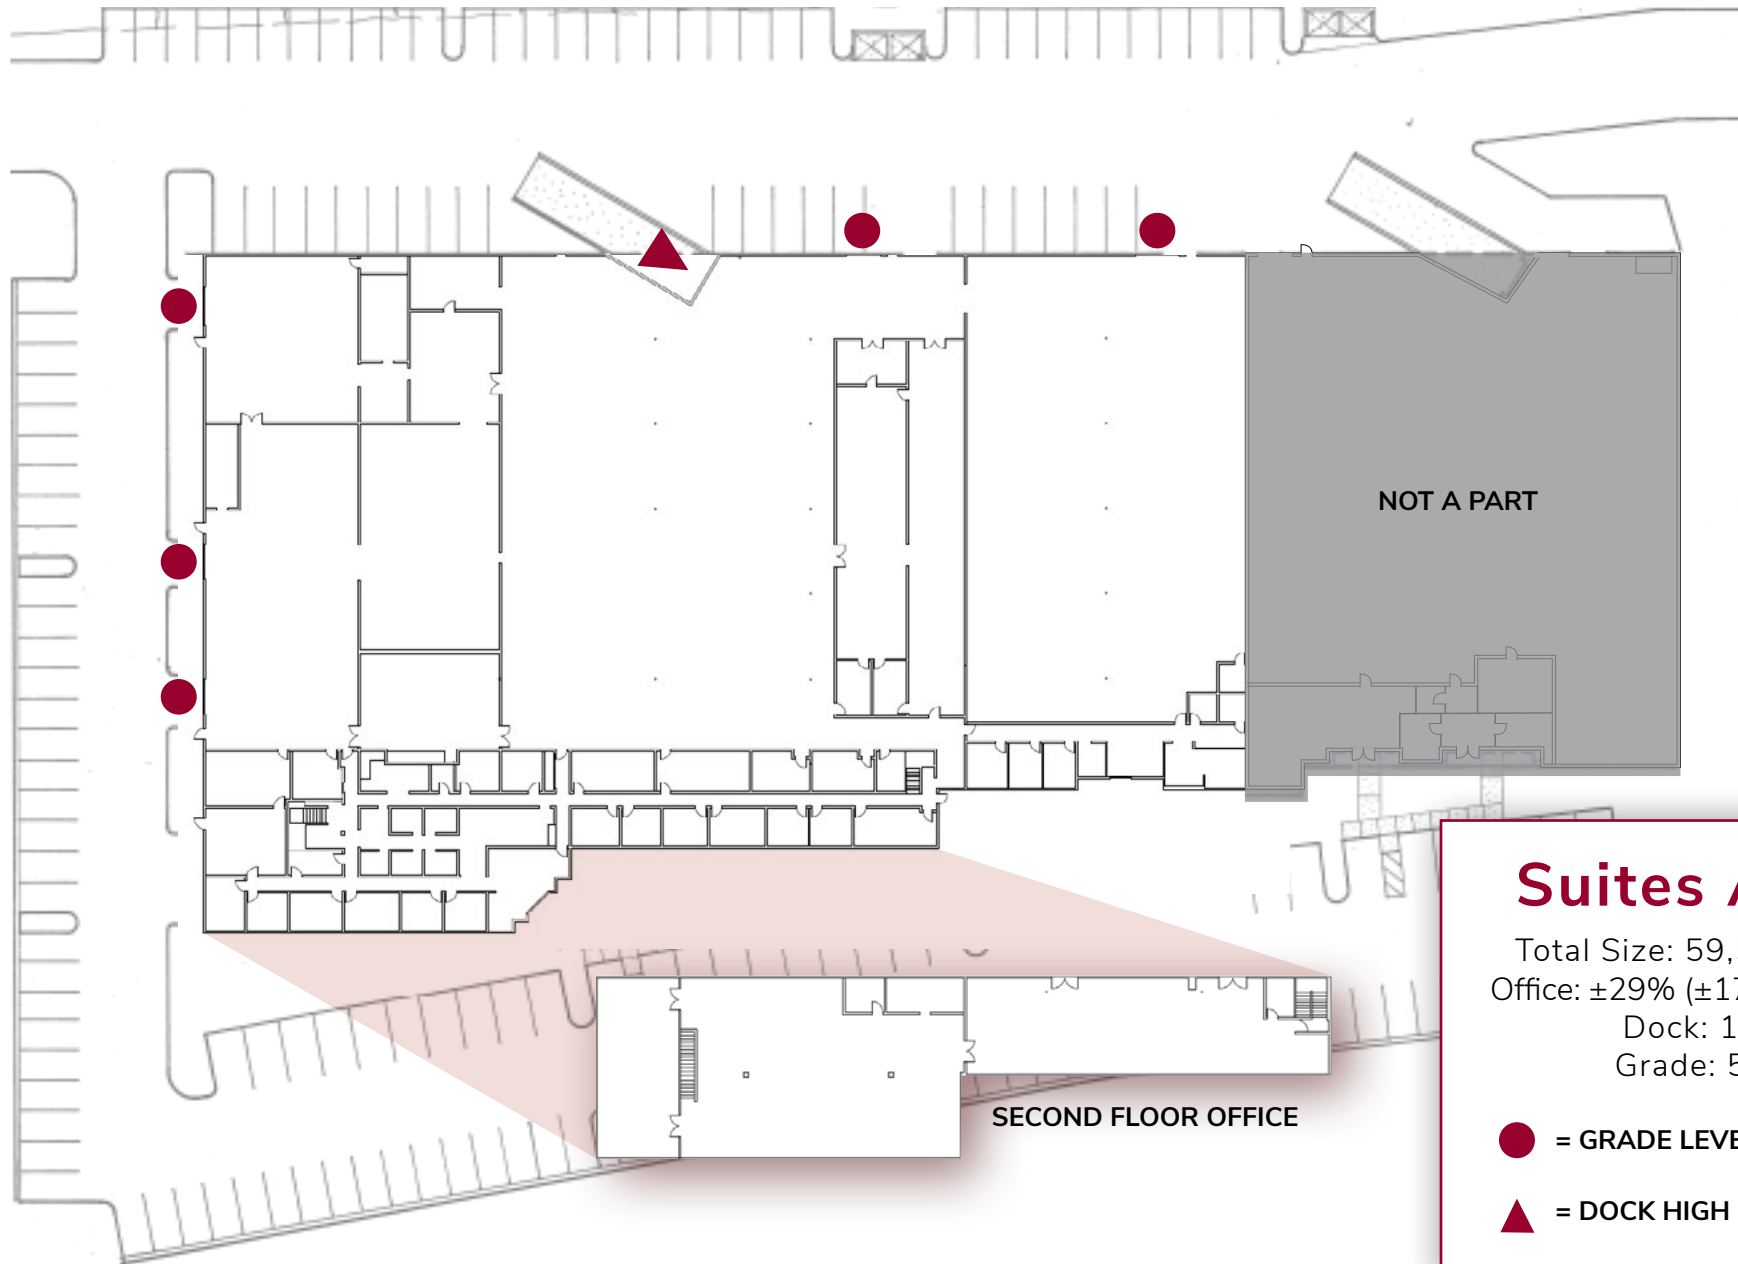 NOT A PART
SECOND FLOOR OFFICE
Suites
Total Size: 59,
Office: ±29% (±17
Dock: 1
Grade: 5
= GRADE LEVE
= DOCK HIGH